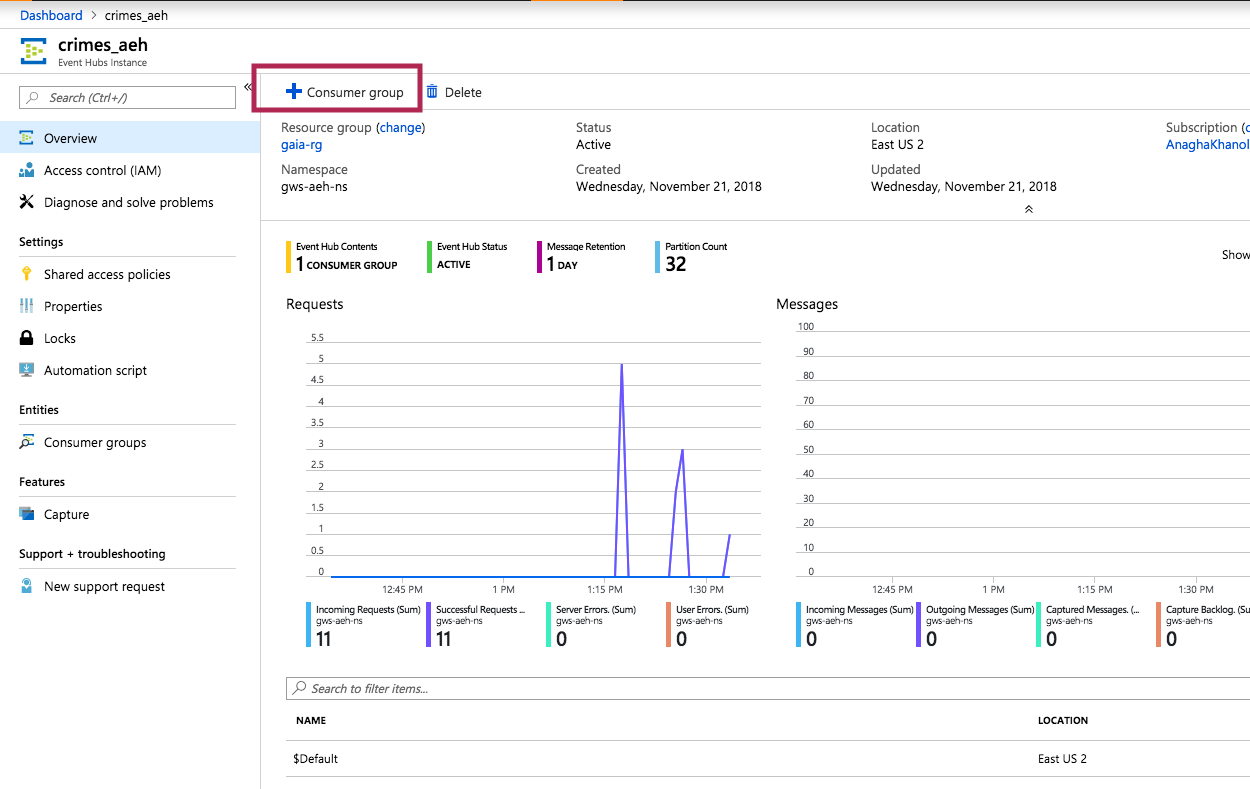 Dashboard > crimes_aeh
crimes_aeh
Event Hubs Instance
Search (Ctrl+/)
«
Consumer group
Delete
Overview
Access control (IAM)
Diagnose and solve problems
Settings
Shared access policies
Properties
Locks
Automation script
Entities
Consumer groups
Features
Capture
Support + troubleshooting
New support request
Resource group (change)
gaia-rg
Namespace
gws-aeh-ns
Status
Active
Created
Wednesday, November 21, 2018
Location
East US 2
Updated
Wednesday, November 21, 2018
Subscription (c
AnaghaKhanol
Event Hub Contents
1 CONSUMER GROUP
Event Hub Status
ACTIVE
Message Retention
1 DAY
Partition Count
32
Show
Requests
5.5
5
4.5
4
3.5
3
2.5
2
1.5
1
0.5
0
12:45 PM 1 PM 1:15 PM 1:30 PM
Incoming Requests (Sum)
gws-aeh-ns
11
Successful Requests ...
gws-aeh-ns
11
Server Errors. (Sum)
gws-aeh-ns
0
User Errors. (Sum)
gws-aeh-ns
0
Messages
100
90
80
70
60
50
40
30
20
10
0
12:45 PM 1 PM 1:15 PM 1:30 PM
Incoming Messages (Sum)
gws-aeh-ns
0
Outgoing Messages (Sum)
gws-aeh-ns
0
Captured Messages. (...
gws-aeh-ns
0
Capture Backlog. (Su
gws-aeh-ns
0
Search to filter items...
NAME LOCATION
$Default East US 2